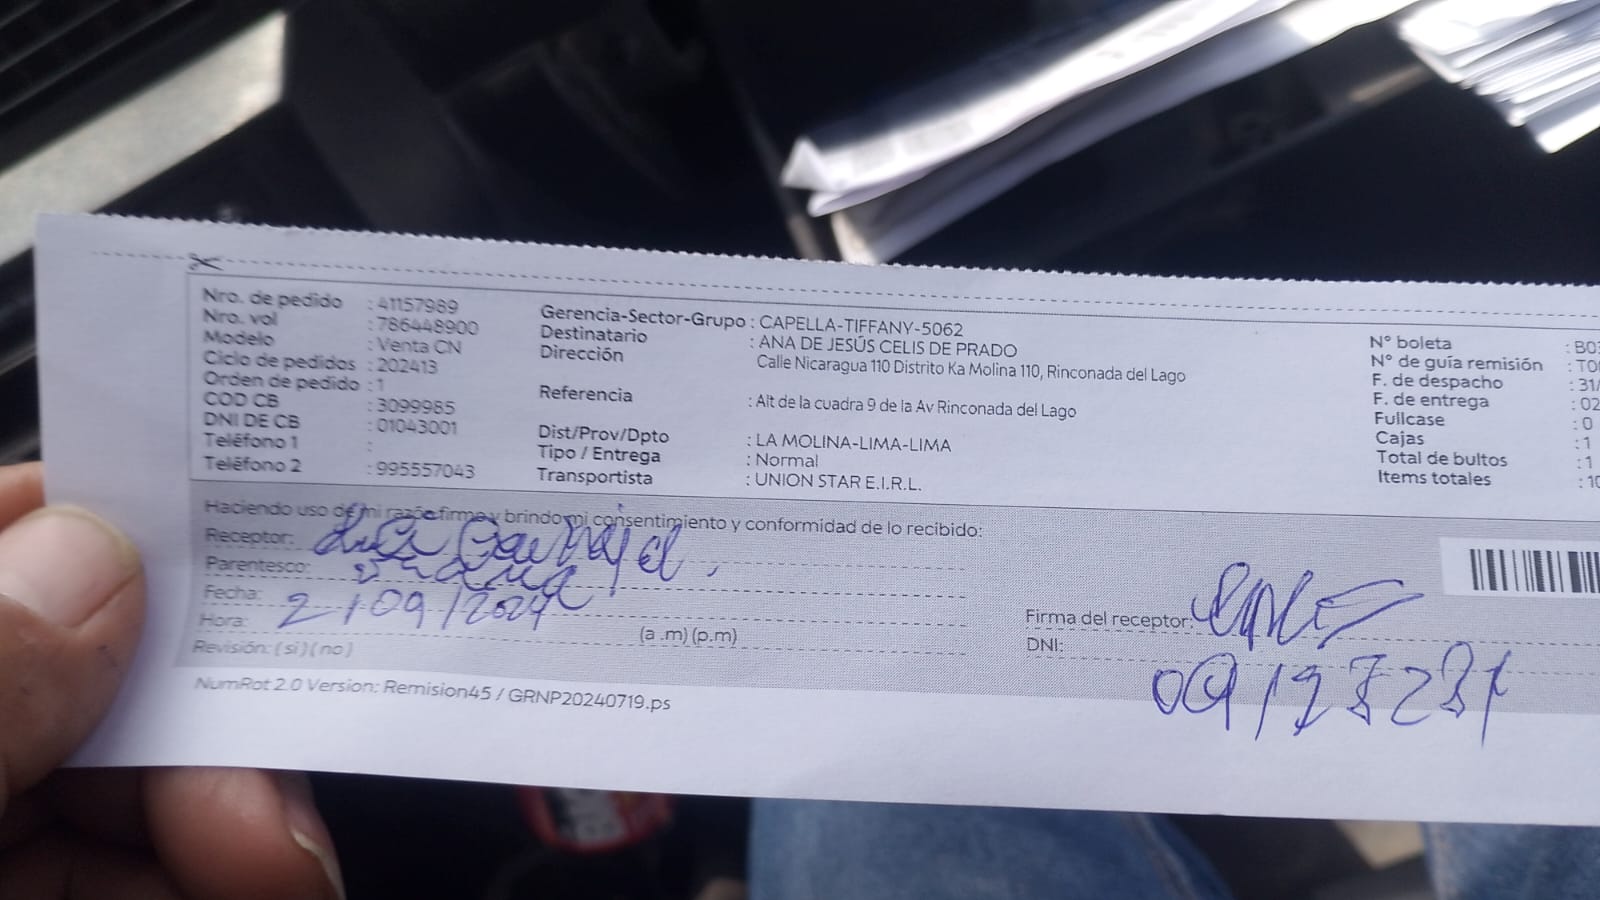 Nro. de pedido : 41157989
Nro. vol : 786448900
Modelo : Venta CN
Ciclo de pedidos : 202413
Orden de pedido : 1
COD CB : 3099985
DNI DE CB : 01043001
Teléfono 1 :
Teléfono 2 : 995557043
Gerencia-Sector-Grupo : CAPELLA-TIFFANY-5062
Destinatario : ANA DE JESÚS CELIS DE PRADO
Dirección Calle Nicaragua 110 Distrito Ka Molina 110, Rinconada del Lago
Referencia : Alt de la cuadra 9 de la Av Rinconada del Lago
Dist/Prov/Dpto : LA MOLINA-LIMA-LIMA
Tipo / Entrega : Normal
Transportista : UNION STAR E.I.R.L.
N° boleta : B0
N° de guía remisión : T0
F. de despacho : 31/
F. de entrega : 02
Fullcase : 0
Cajas : 1
Total de bultos : 1
Items totales : 10
Haciendo uso de mi razón firmo y brindo mi consentimiento y conformidad de lo recibido:
Receptor:
Parentesco:
Fecha: 2/09/2024
Hora: (a .m) (p.m)
Revisión: ( si ) ( no )
Firma del receptor:
DNI:
NumRot 2.0 Version: Remision45 / GRNP20240719.ps